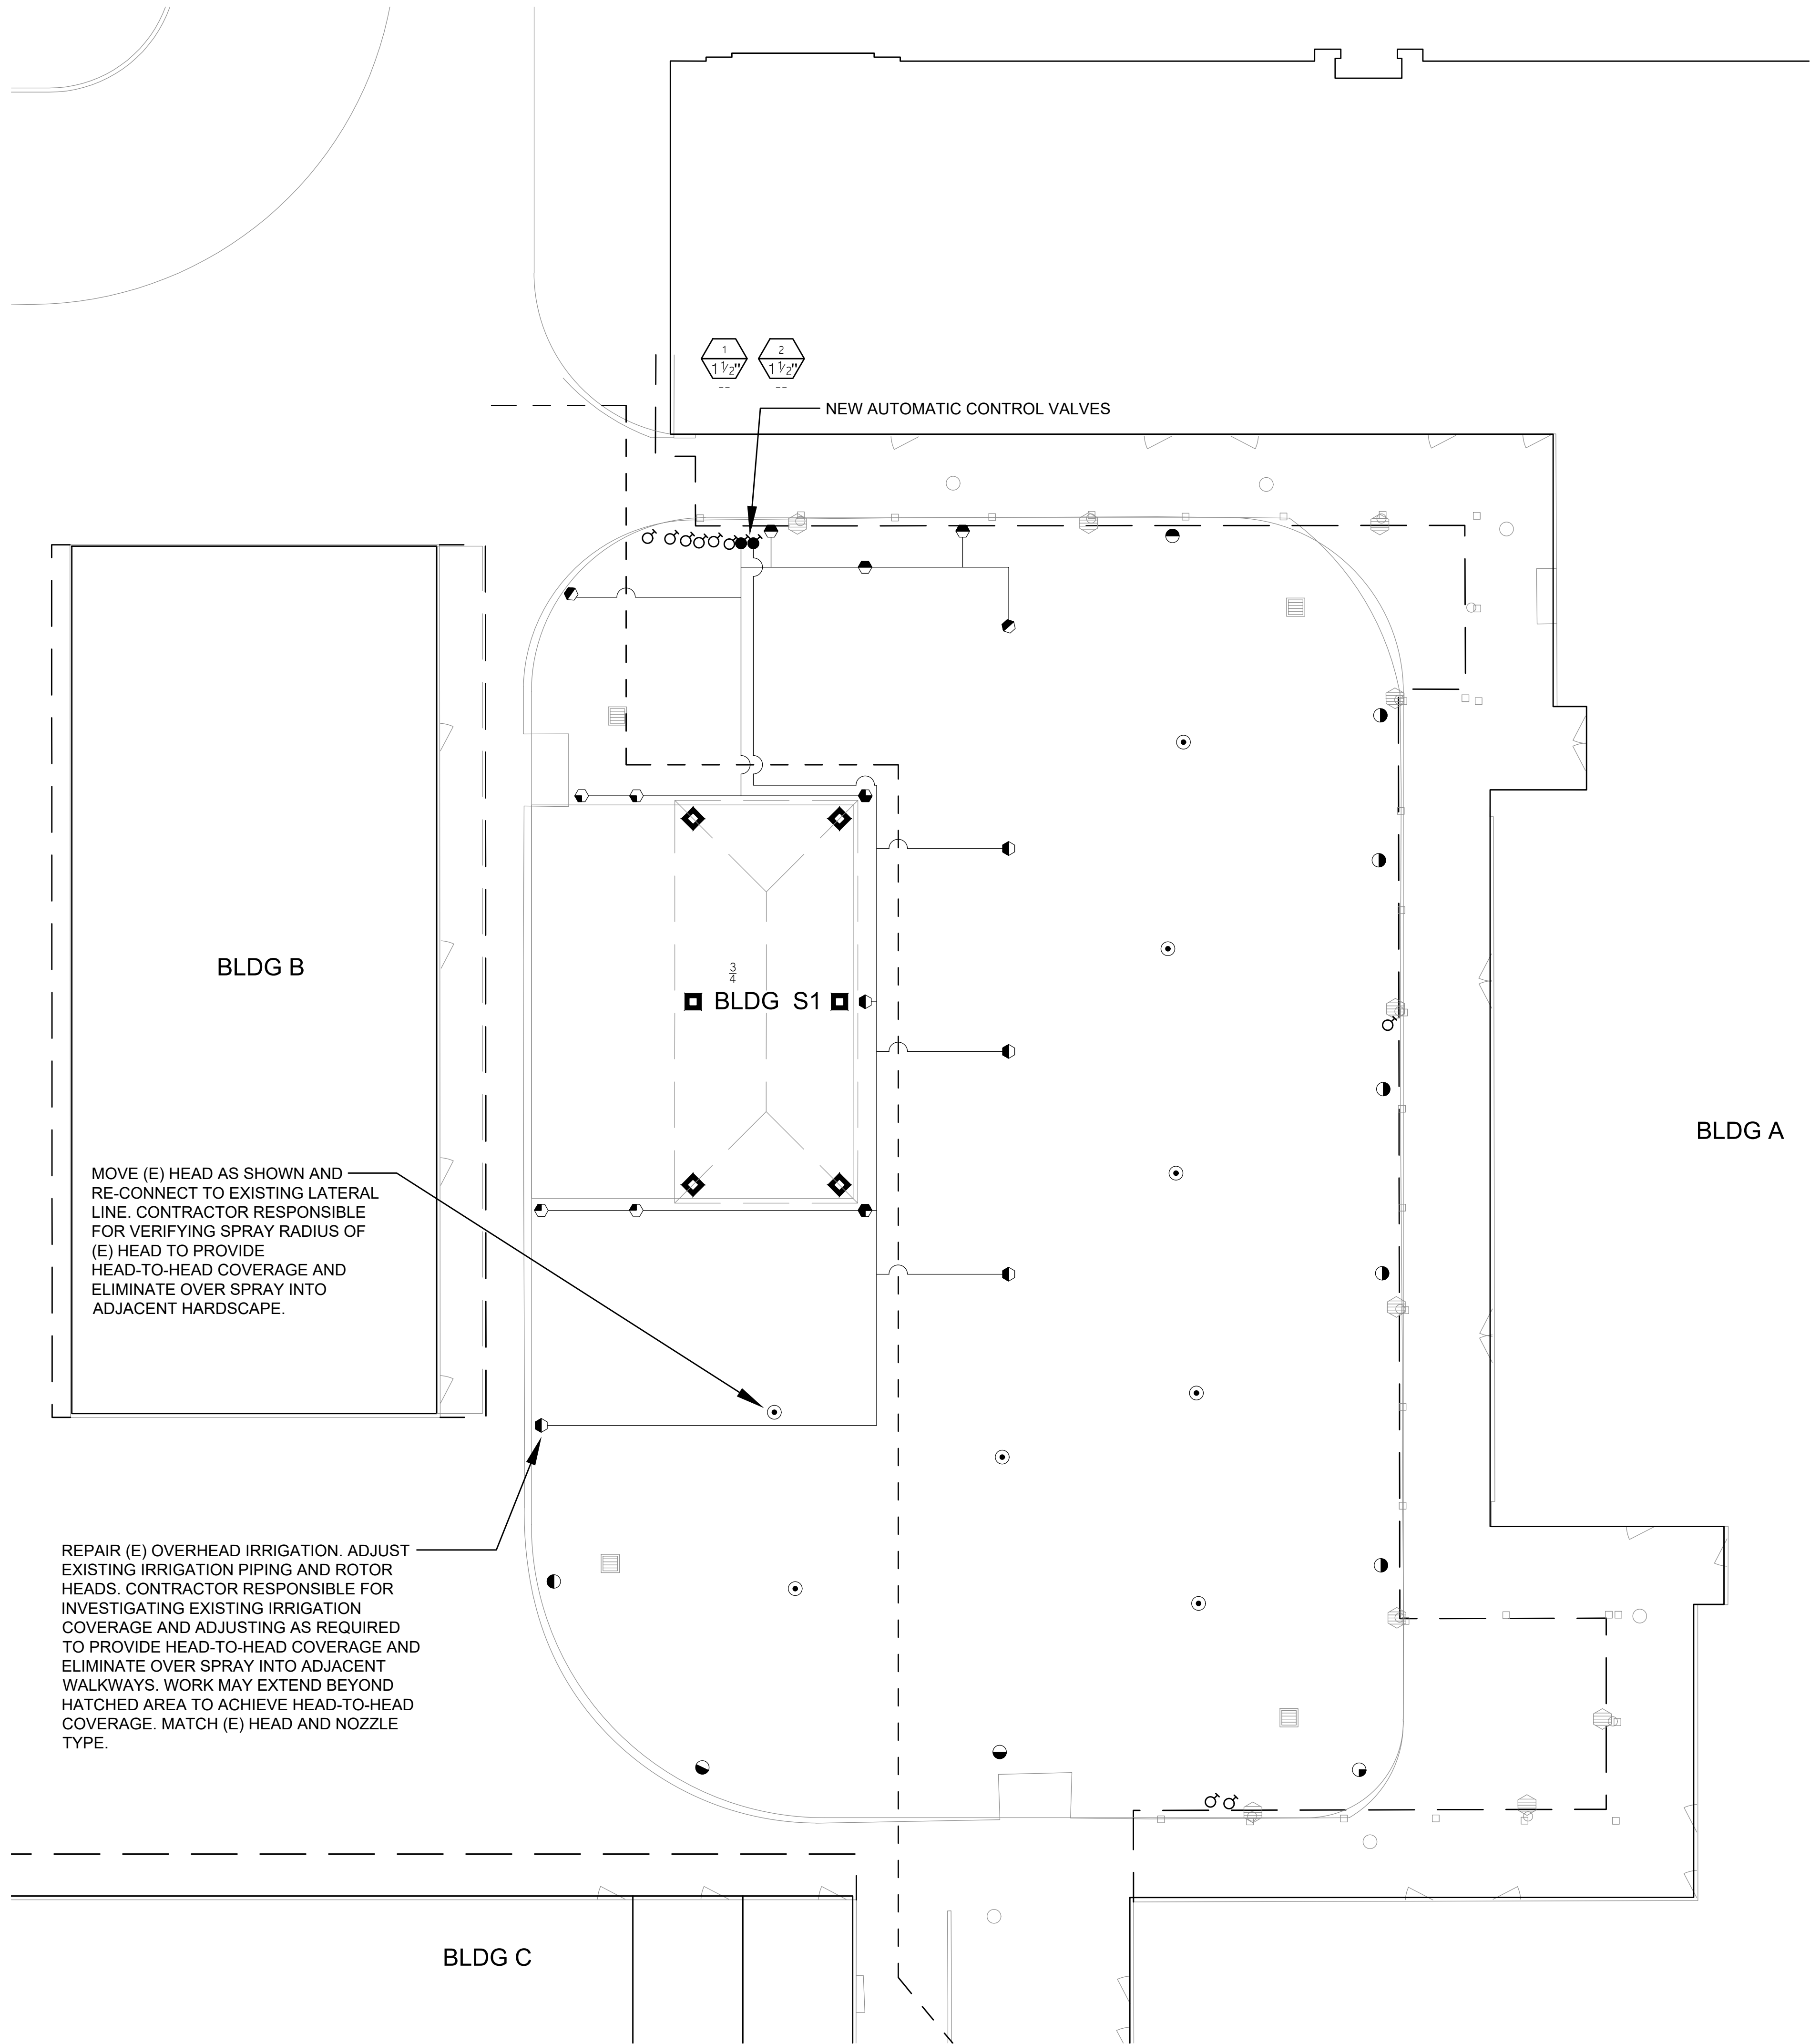 1
1 1/2"
--
2
1 1/2"
--
NEW AUTOMATIC CONTROL VALVES
BLDG B
3/4
BLDG S1
BLDG A
MOVE (E) HEAD AS SHOWN AND
RE-CONNECT TO EXISTING LATERAL
LINE. CONTRACTOR RESPONSIBLE
FOR VERIFYING SPRAY RADIUS OF
(E) HEAD TO PROVIDE
HEAD-TO-HEAD COVERAGE AND
ELIMINATE OVER SPRAY INTO
ADJACENT HARDSCAPE.
REPAIR (E) OVERHEAD IRRIGATION. ADJUST
EXISTING IRRIGATION PIPING AND ROTOR
HEADS. CONTRACTOR RESPONSIBLE FOR
INVESTIGATING EXISTING IRRIGATION
COVERAGE AND ADJUSTING AS REQUIRED
TO PROVIDE HEAD-TO-HEAD COVERAGE AND
ELIMINATE OVER SPRAY INTO ADJACENT
WALKWAYS. WORK MAY EXTEND BEYOND
HATCHED AREA TO ACHIEVE HEAD-TO-HEAD
COVERAGE. MATCH (E) HEAD AND NOZZLE
TYPE.
BLDG C